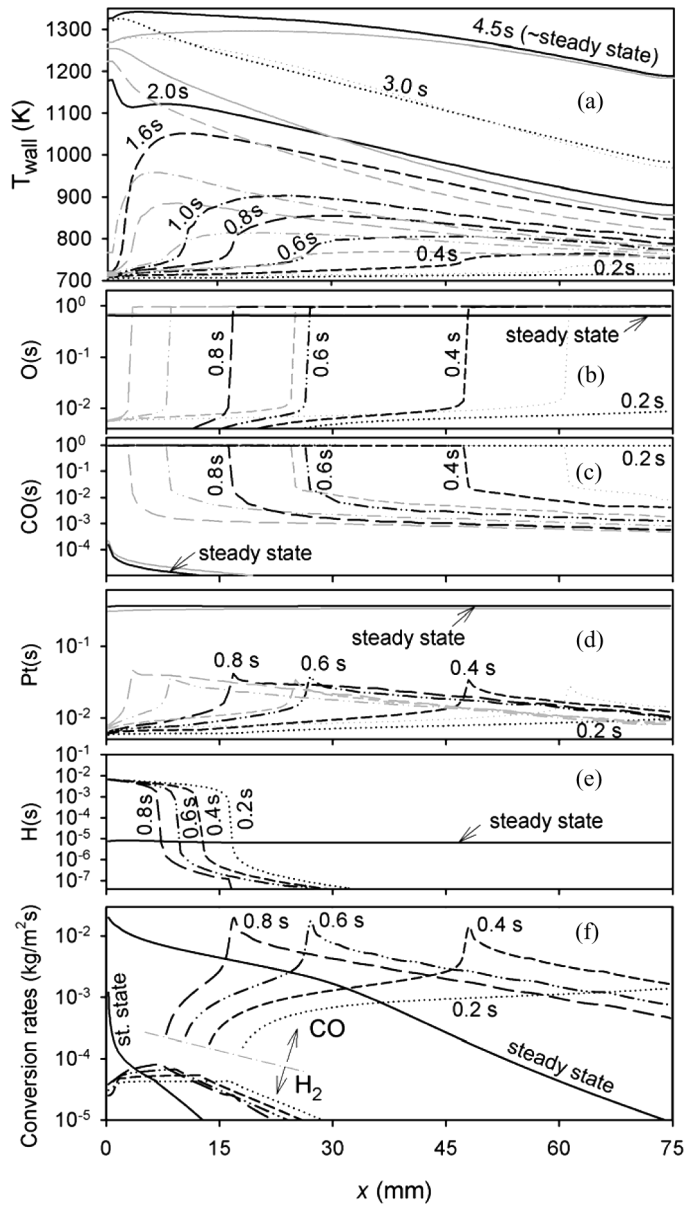 1300
1200
1100
1000
900
800
700
T_wall (K)
4.5s (~steady state)
3.0 s
(a)
2.0s
1.6s
1.0s
0.8s
0.6s
0.4s
0.2s
10^0
10^-1
10^-2
O(s)
steady state
0.8 s
0.6 s
0.4 s
(b)
0.2 s
10^0
10^-1
10^-2
10^-3
10^-4
CO(s)
0.2 s
0.8s
0.6s
0.4s
(c)
steady state
10^-1
10^-2
Pt(s)
steady state
(d)
0.8 s
0.6 s
0.4 s
0.2 s
10^-1
10^-2
10^-3
10^-4
10^-5
10^-6
10^-7
H(s)
(e)
0.8s
0.6s
0.4s
0.2s
steady state
10^-2
10^-3
10^-4
10^-5
Conversion rates (kg/m²s)
0.8 s
0.6 s
0.4 s
(f)
0.2 s
st. state
CO
H₂
steady state
0
15
30
45
60
75
x (mm)